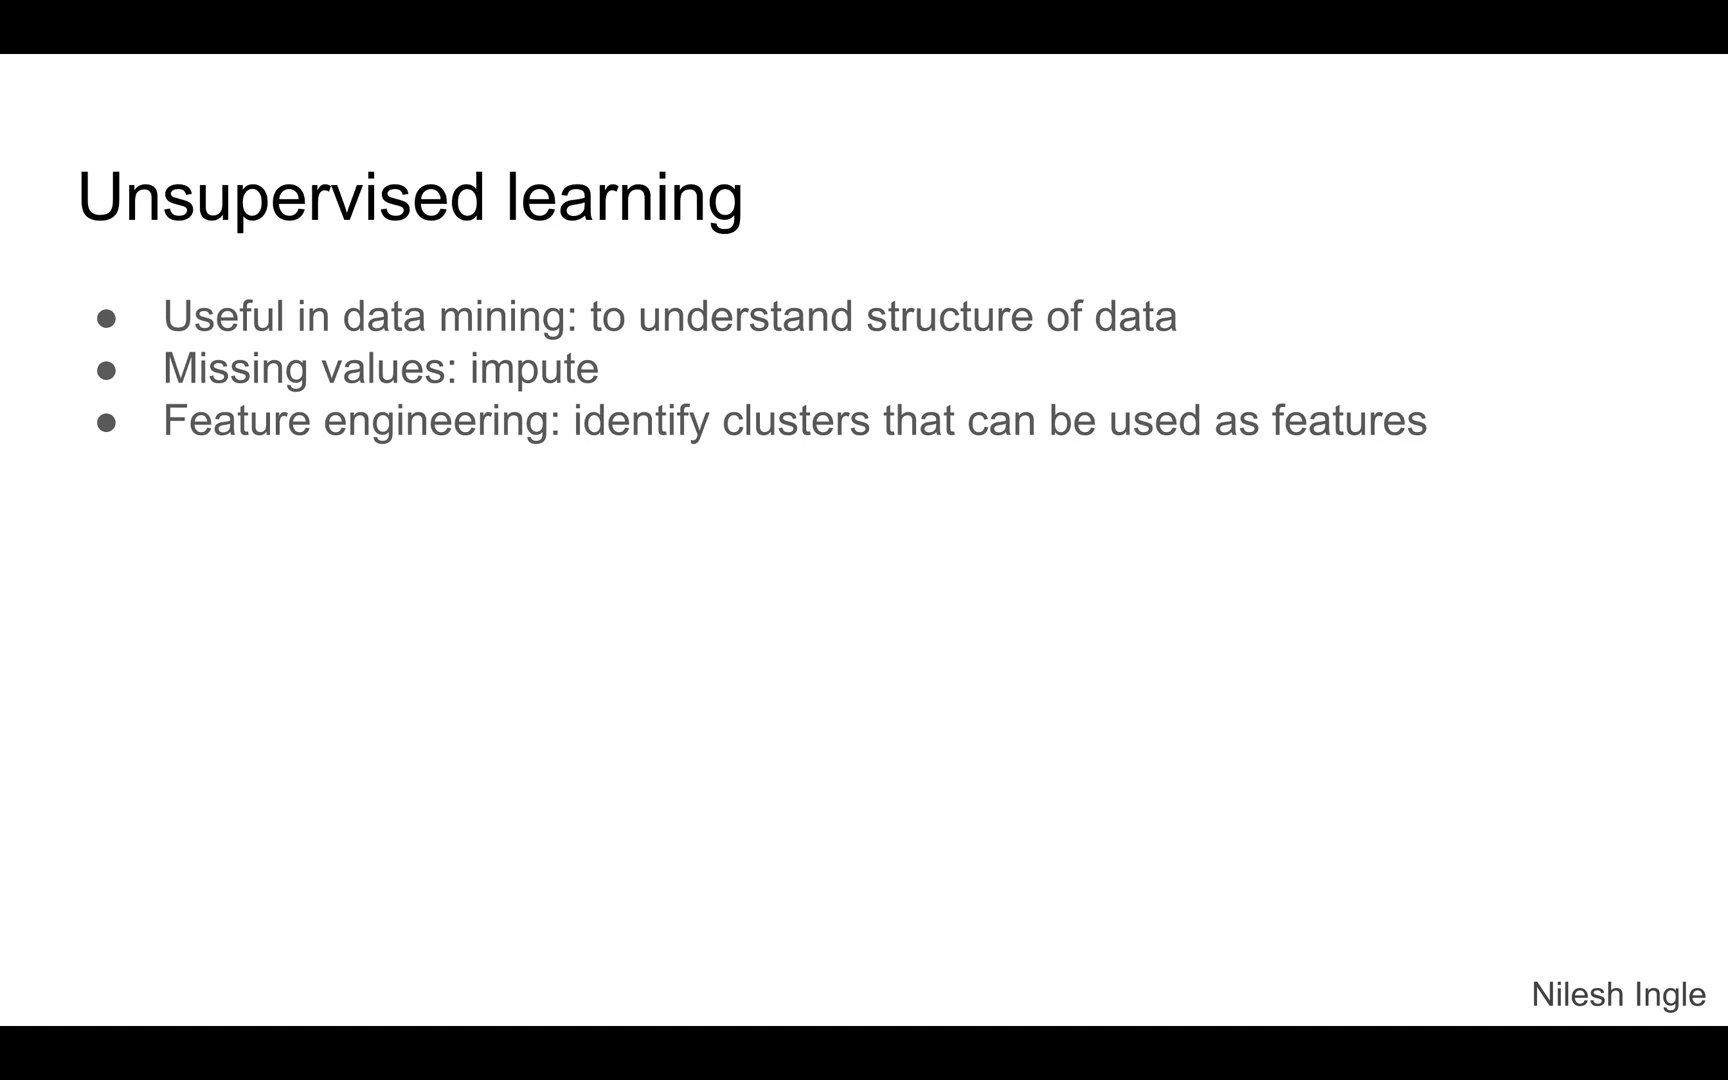 Unsupervised learning
● Useful in data mining: to understand structure of data
● Missing values: impute
● Feature engineering: identify clusters that can be used as features
Nilesh Ingle